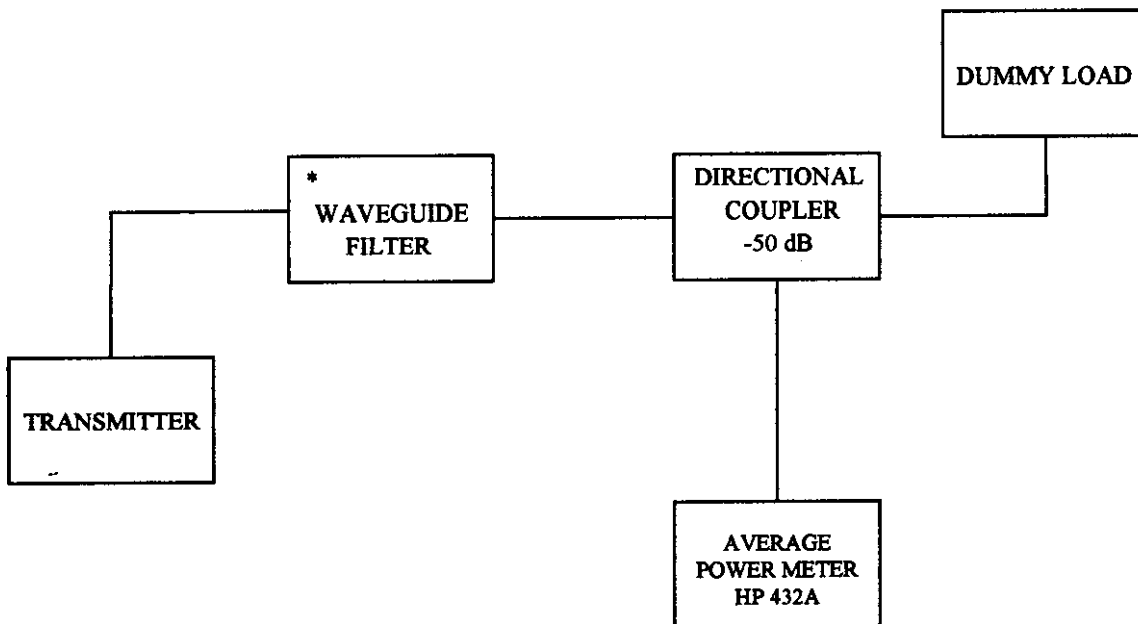 DUMMY LOAD
*
WAVEGUIDE
FILTER
DIRECTIONAL
COUPLER
-50 dB
TRANSMITTER
AVERAGE
POWER METER
HP 432A